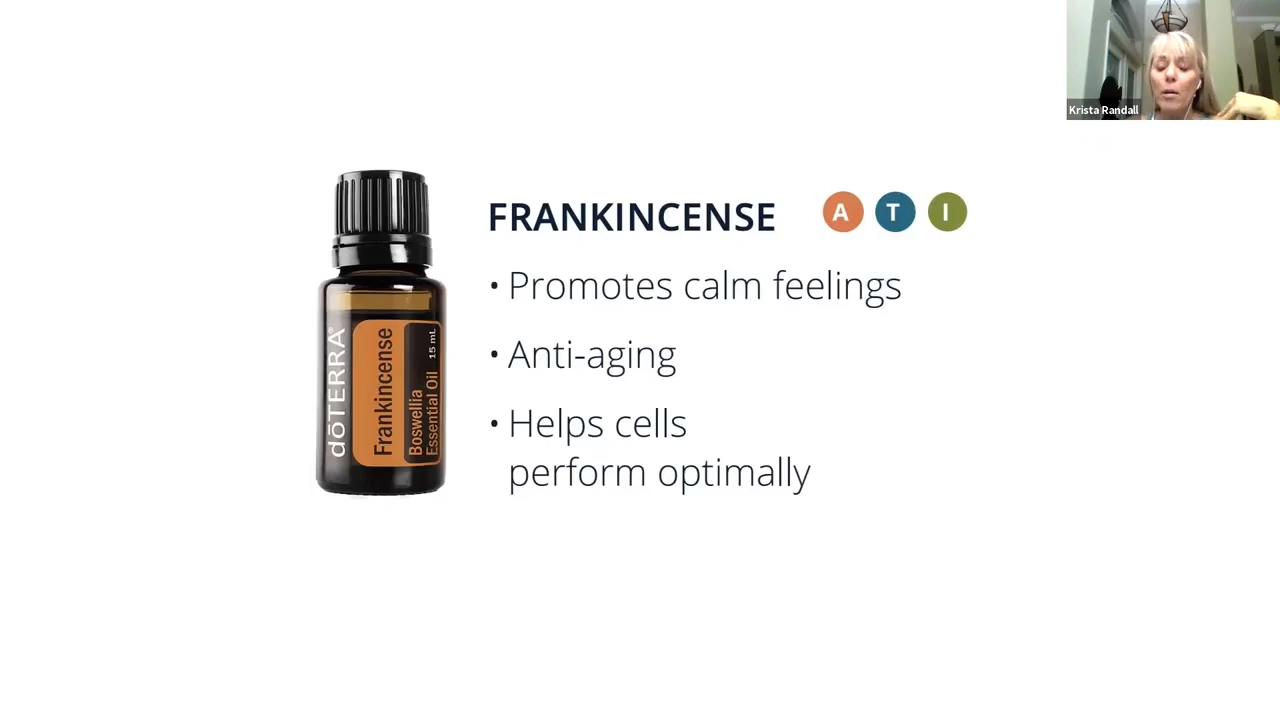 Krista Randall
FRANKINCENSE A T I
• Promotes calm feelings
• Anti-aging
• Helps cells
perform optimally
dōTERRA®
Frankincense
Boswellia
Essential Oil 15 mL